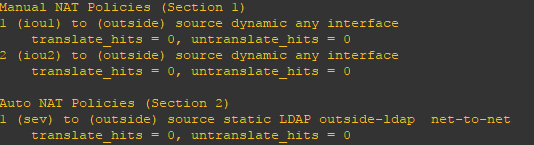 Manual NAT Policies (Section 1)
1 (iou1) to (outside) source dynamic any interface
    translate_hits = 0, untranslate_hits = 0
2 (iou2) to (outside) source dynamic any interface
    translate_hits = 0, untranslate_hits = 0

Auto NAT Policies (Section 2)
1 (sev) to (outside) source static LDAP outside-ldap  net-to-net
    translate_hits = 0, untranslate_hits = 0